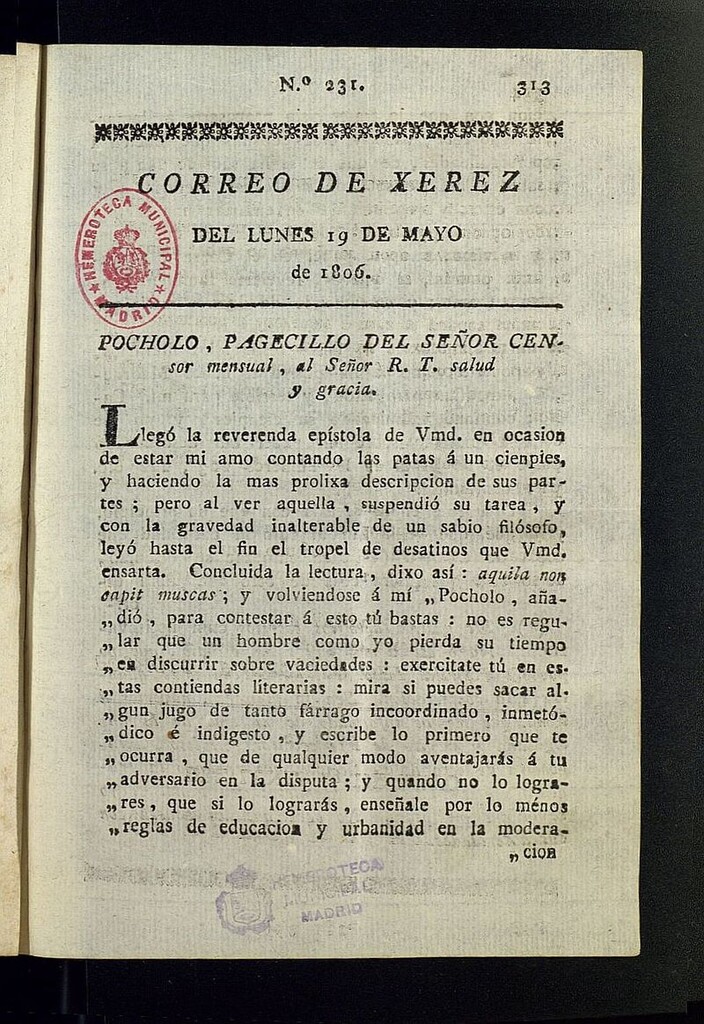 N.º 231. 313
CORREO DE XEREZ
DEL LUNES 19 DE MAYO
de 1806.
HEMEROTECA MUNICIPAL
* MADRID *
POCHOLO, PAGECILLO DEL SEÑOR CEN-
sor mensual, al Señor R. T. salud
y gracia.
Llegó la reverenda epístola de Vmd. en ocasion
de estar mi amo contando las patas á un cienpies,
y haciendo la mas prolixa descripcion de sus par-
tes ; pero al ver aquella , suspendió su tarea , y
con la gravedad inalterable de un sabio filósofo,
leyó hasta el fin el tropel de desatinos que Vmd.
ensarta. Concluida la lectura , dixo así : aquila non
capit muscas ; y volviendose á mí „Pocholo , aña-
„dió , para contestar á esto tú bastas : no es regu-
„lar que un hombre como yo pierda su tiempo
„en discurrir sobre vaciedades : exercitate tú en es-
„tas contiendas literarias : mira si puedes sacar al-
„gun jugo de tanto fárrago incoordinado , inmetó-
„dico é indigesto , y escribe lo primero que te
„ocurra , que de qualquier modo aventajarás á tu
„adversario en la disputa ; y quando no lo logra-
„res , que si lo lograrás , enseñale por lo ménos
„reglas de educacion y urbanidad en la modera-
„cion
HEMEROTECA
MUNICIPAL
MADRID